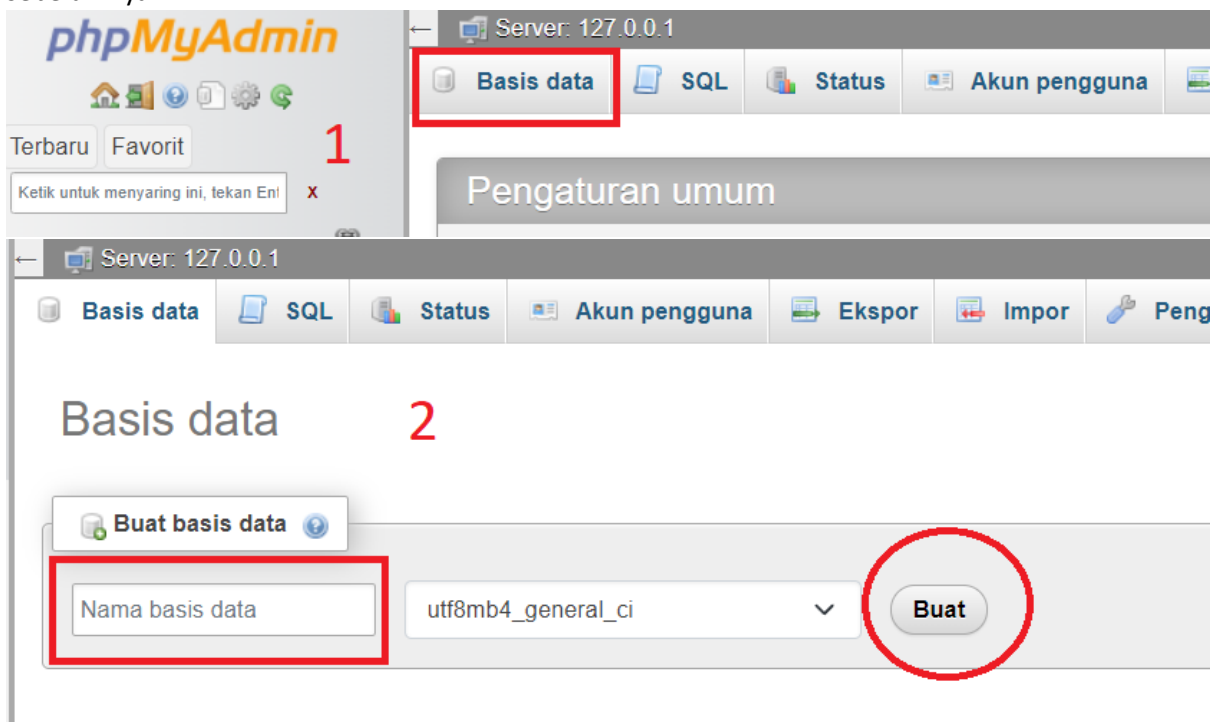 phpMyAdmin
Terbaru Favorit
1
Ketik untuk menyaring ini, tekan Ent X
← Server: 127.0.0.1
Basis data SQL Status Akun pengguna
Pengaturan umum
← Server: 127.0.0.1
Basis data SQL Status Akun pengguna Ekspor Impor Peng
Basis data
2
Buat basis data
Nama basis data utf8mb4_general_ci Buat